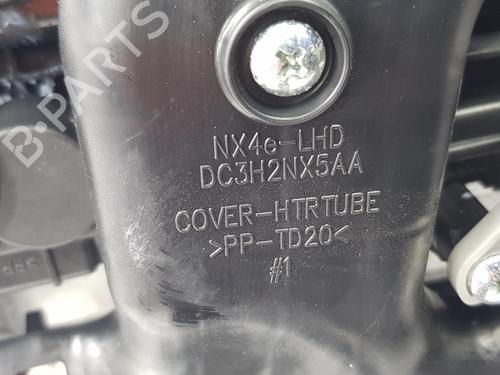 B-PARTS
NX4e-LHD
DC3H2NX5AA
COVER-HTRTUBE
>PP-TD20<
#1